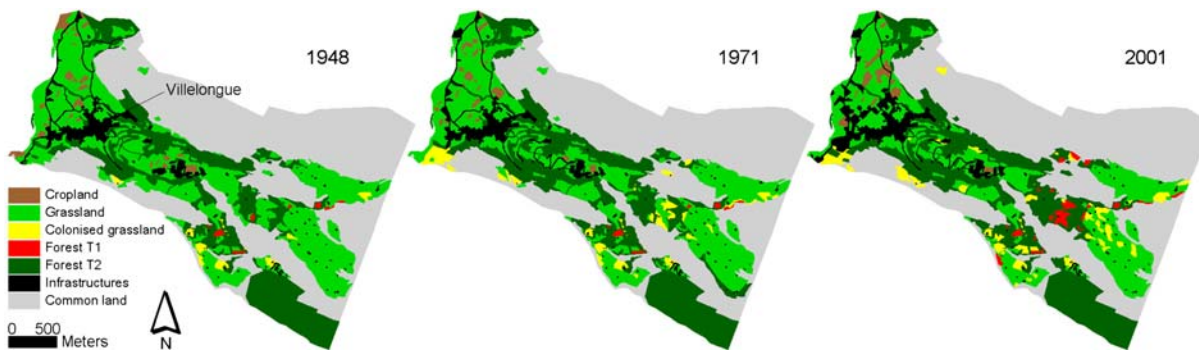 1948
1971
2001
Villelongue
Cropland
Grassland
Colonised grassland
Forest T1
Forest T2
Infrastructures
Common land
0 500
Meters
N